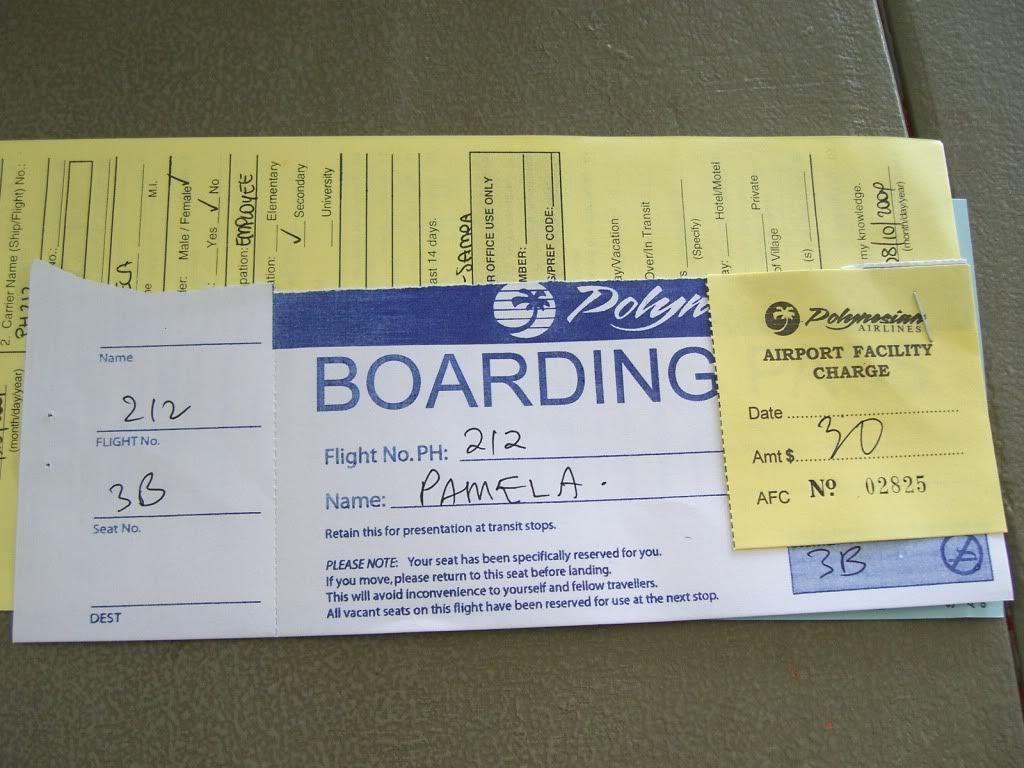 2. Carrier Name (Ship/Flight) No.:
PH 212
(month/day/year)
M.I.
Male / Female ✓
Yes ✓ No
EMPLOYEE
Elementary
✓ Secondary
University
ast 14 days.
R OFFICE USE ONLY
MBER:
S/PREF CODE:
ay/Vacation
Over/In Transit
(Specify)
Hotel/Motel
of Village
Private
(s)
my knowledge.
(month/day/year)
Name
212
FLIGHT No.
3B
Seat No.
DEST
Polyn
BOARDING
Flight No. PH: 212
Name: PAMELA.
Retain this for presentation at transit stops.
PLEASE NOTE: Your seat has been specifically reserved for you.
If you move, please return to this seat before landing.
This will avoid inconvenience to yourself and fellow travellers.
All vacant seats on this flight have been reserved for use at the next stop.
3B
Polynesian
AIRLINES
AIRPORT FACILITY
CHARGE
Date
Amt $ 30
AFC No 02825